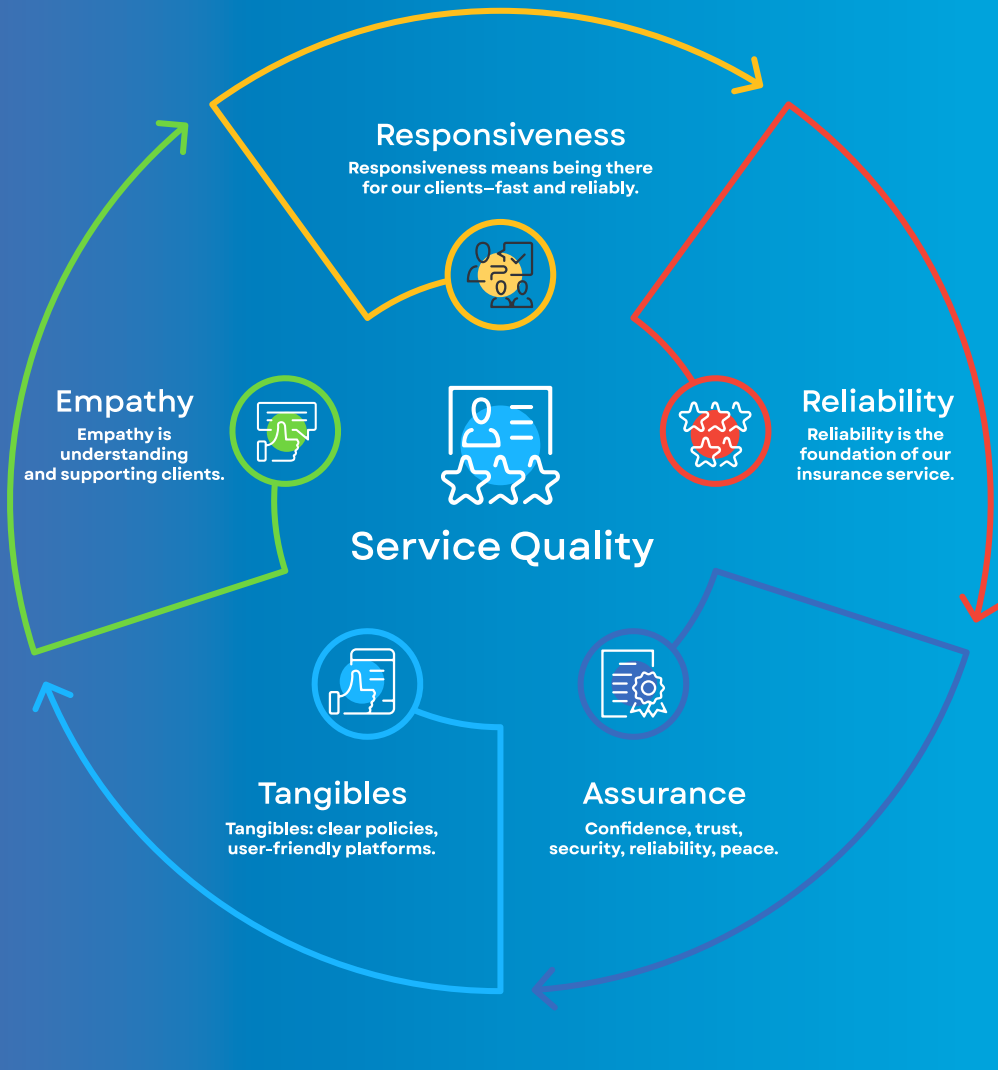 Responsiveness
Responsiveness means being there
for our clients–fast and reliably.
Empathy
Empathy is
understanding
and supporting clients.
Reliability
Reliability is the
foundation of our
insurance service.
Service Quality
Tangibles
Tangibles: clear policies,
user-friendly platforms.
Assurance
Confidence, trust,
security, reliability, peace.